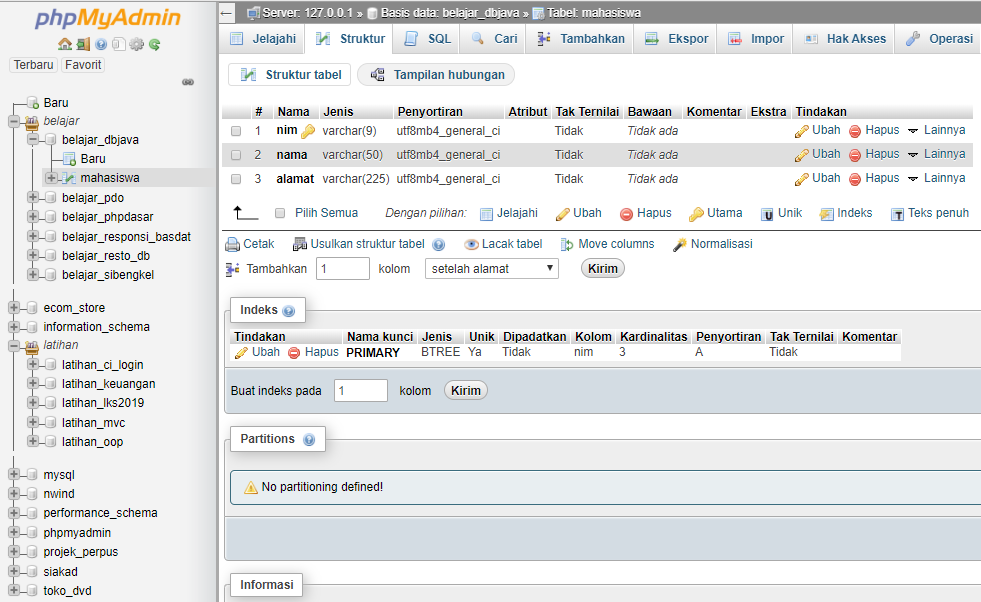 phpMyAdmin
Terbaru Favorit
Baru
belajar
belajar_dbjava
Baru
mahasiswa
belajar_pdo
belajar_phpdasar
belajar_responsi_basdat
belajar_resto_db
belajar_sibengkel
ecom_store
information_schema
latihan
latihan_ci_login
latihan_keuangan
latihan_lks2019
latihan_mvc
latihan_oop
mysql
nwind
performance_schema
phpmyadmin
projek_perpus
siakad
toko_dvd
Server: 127.0.0.1 » Basis data: belajar_dbjava » Tabel: mahasiswa
Jelajahi Struktur SQL Cari Tambahkan Ekspor Impor Hak Akses Operasi
Struktur tabel Tampilan hubungan
# Nama Jenis Penyortiran Atribut Tak Ternilai Bawaan Komentar Ekstra Tindakan
1 nim varchar(9) utf8mb4_general_ci Tidak Tidak ada Ubah Hapus Lainnya
2 nama varchar(50) utf8mb4_general_ci Tidak Tidak ada Ubah Hapus Lainnya
3 alamat varchar(225) utf8mb4_general_ci Tidak Tidak ada Ubah Hapus Lainnya
Pilih Semua Dengan pilihan: Jelajahi Ubah Hapus Utama Unik Indeks Teks penuh
Cetak Usulkan struktur tabel Lacak tabel Move columns Normalisasi
Tambahkan 1 kolom setelah alamat Kirim
Indeks
Tindakan Nama kunci Jenis Unik Dipadatkan Kolom Kardinalitas Penyortiran Tak Ternilai Komentar
Ubah Hapus PRIMARY BTREE Ya Tidak nim 3 A Tidak
Buat indeks pada 1 kolom Kirim
Partitions
No partitioning defined!
Informasi